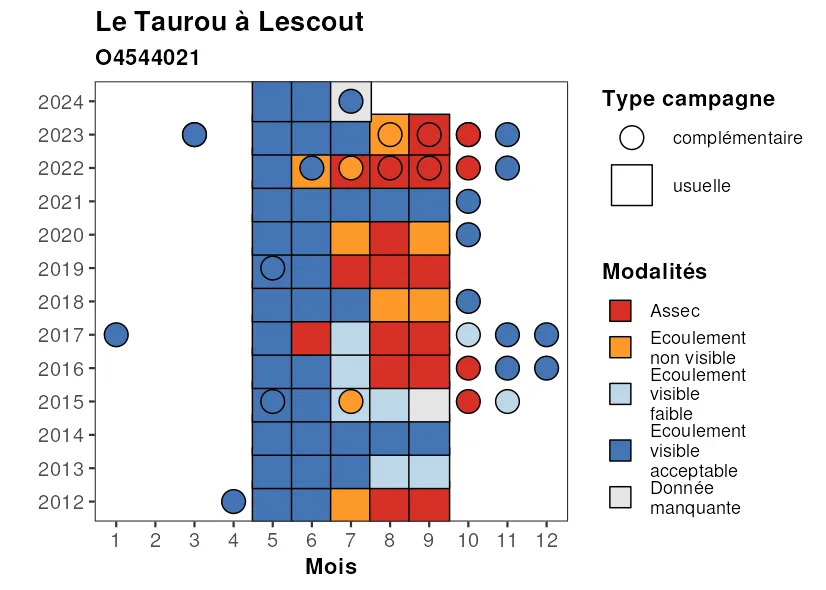 Le Taurou à Lescout
O4544021
2024
2023
2022
2021
2020
2019
2018
2017
2016
2015
2014
2013
2012
1 2 3 4 5 6 7 8 9 10 11 12
Mois
Type campagne
complémentaire
usuelle
Modalités
Assec
Ecoulement
non visible
Ecoulement
visible
faible
Ecoulement
visible
acceptable
Donnée
manquante